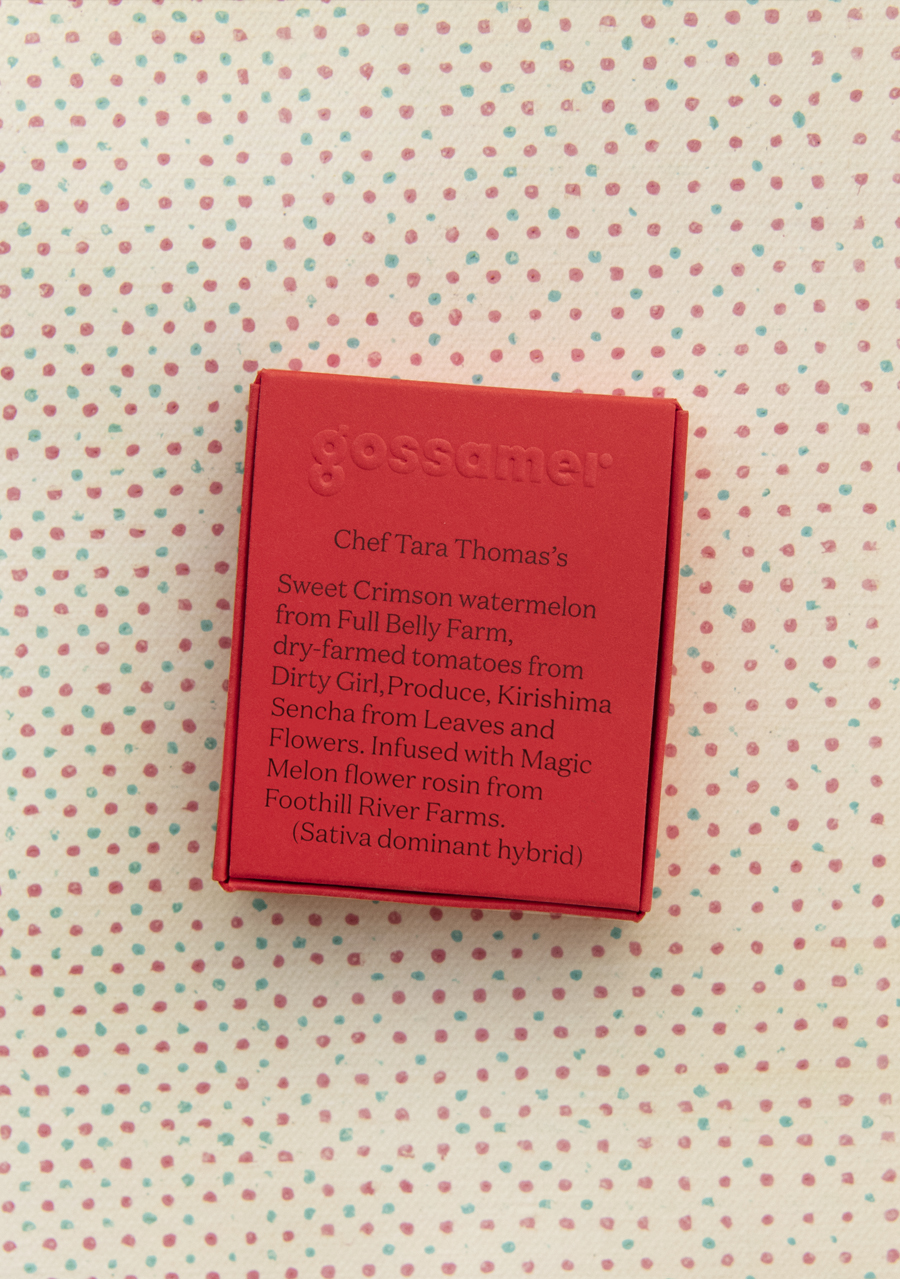 gossamer
Chef Tara Thomas’s
Sweet Crimson watermelon
from Full Belly Farm,
dry-farmed tomatoes from
Dirty Girl,Produce, Kirishima
Sencha from Leaves and
Flowers. Infused with Magic
Melon flower rosin from
Foothill River Farms.
(Sativa dominant hybrid)